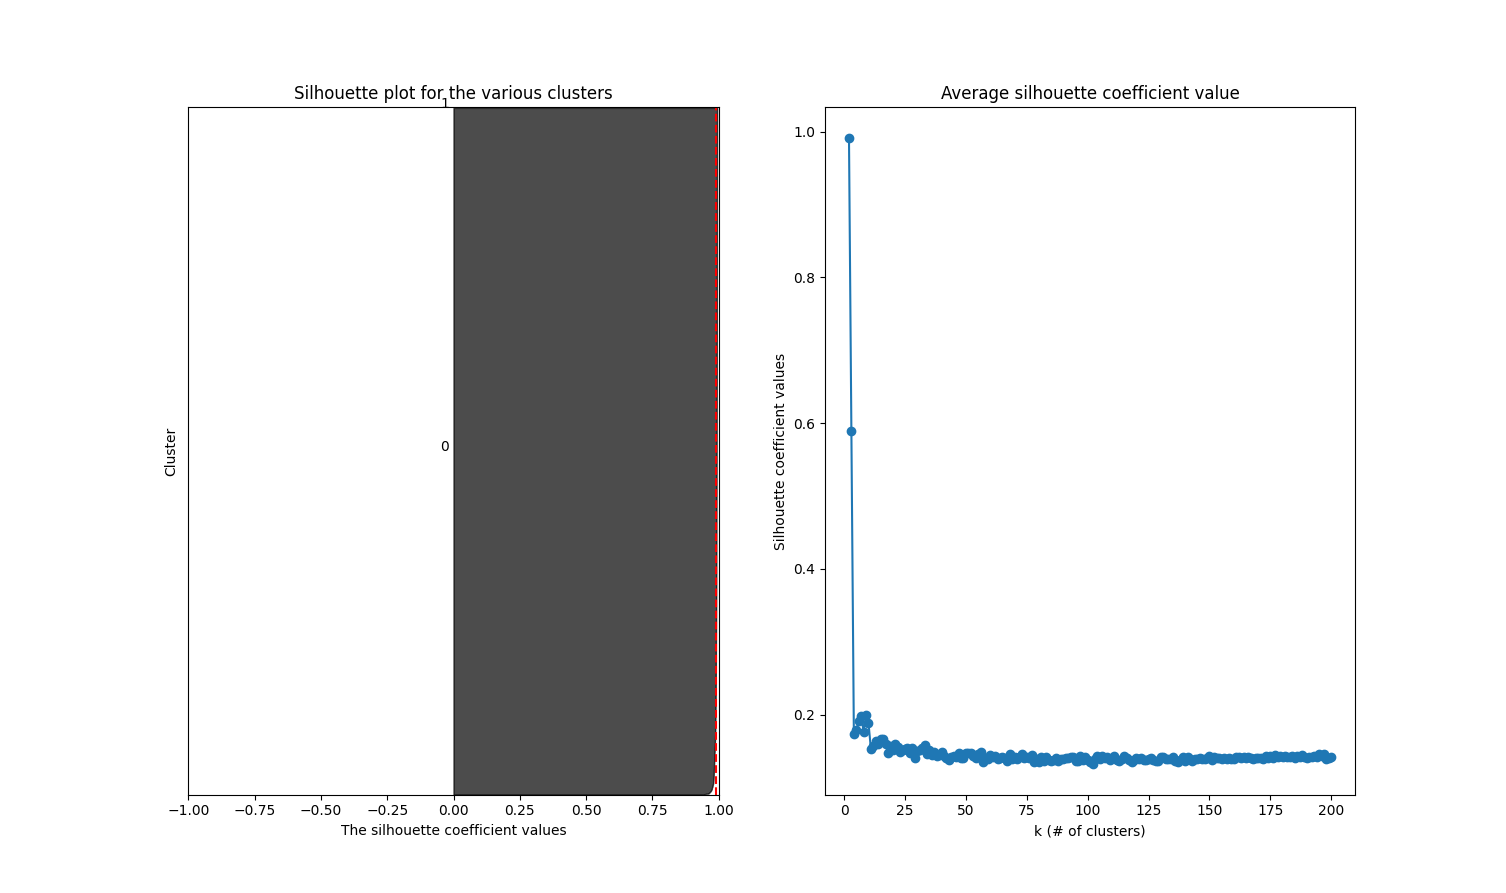 Silhouette plot for the various clusters
1
0
Cluster
−1.00 −0.75 −0.50 −0.25 0.00 0.25 0.50 0.75 1.00
The silhouette coefficient values
Average silhouette coefficient value
1.0
0.8
0.6
0.4
0.2
Silhouette coefficient values
0 25 50 75 100 125 150 175 200
k (# of clusters)